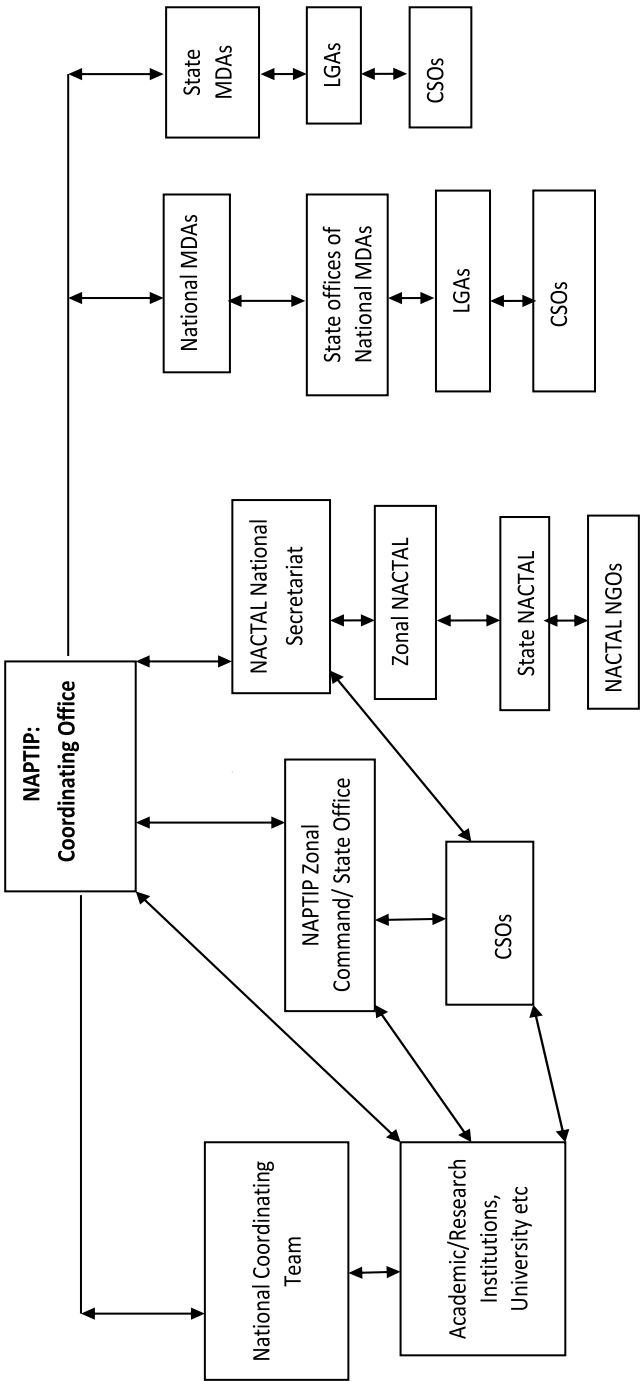 NAPTIP:
Coordinating Office
National Coordinating
Team
Academic/Research
Institutions,
University etc
NAPTIP Zonal
Command/ State Office
CSOs
NACTAL National
Secretariat
Zonal NACTAL
State NACTAL
NACTAL NGOs
National MDAs
State offices of
National MDAs
LGAs
CSOs
State
MDAs
LGAs
CSOs